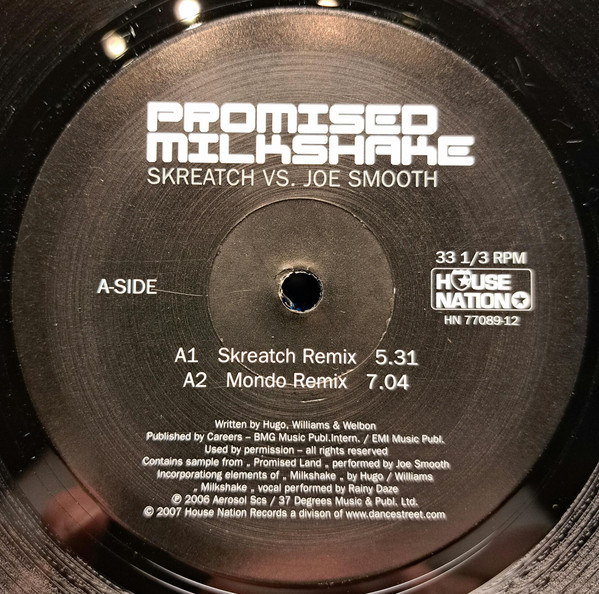 PROMISED
MILKSHAKE
SKREATCH VS. JOE SMOOTH
A-SIDE
33 1/3 RPM
HOUSE
NATION
HN 77089-12
A1 Skreatch Remix 5.31
A2 Mondo Remix 7.04
Written by Hugo, Williams & Welbon
Published by Careers – BMG Music Publ.Intern. / EMI Music Publ.
Used by permission – all rights reserved
Contains sample from „ Promised Land „ performed by Joe Smooth
Incorporationg elements of „ Milkshake „ by Hugo / Williams
„ Milkshake „ vocal performed by Rainy Daze
℗ 2006 Aerosol Scs / 37 Degrees Music & Publ. Ltd.
© 2007 House Nation Records a divison of www.dancestreet.com